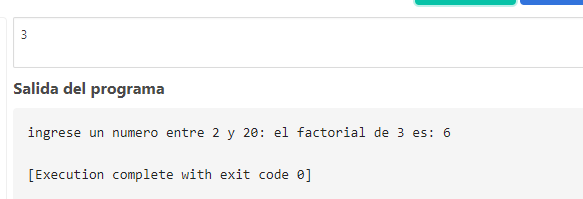 3
Salida del programa
ingrese un numero entre 2 y 20: el factorial de 3 es: 6
[Execution complete with exit code 0]